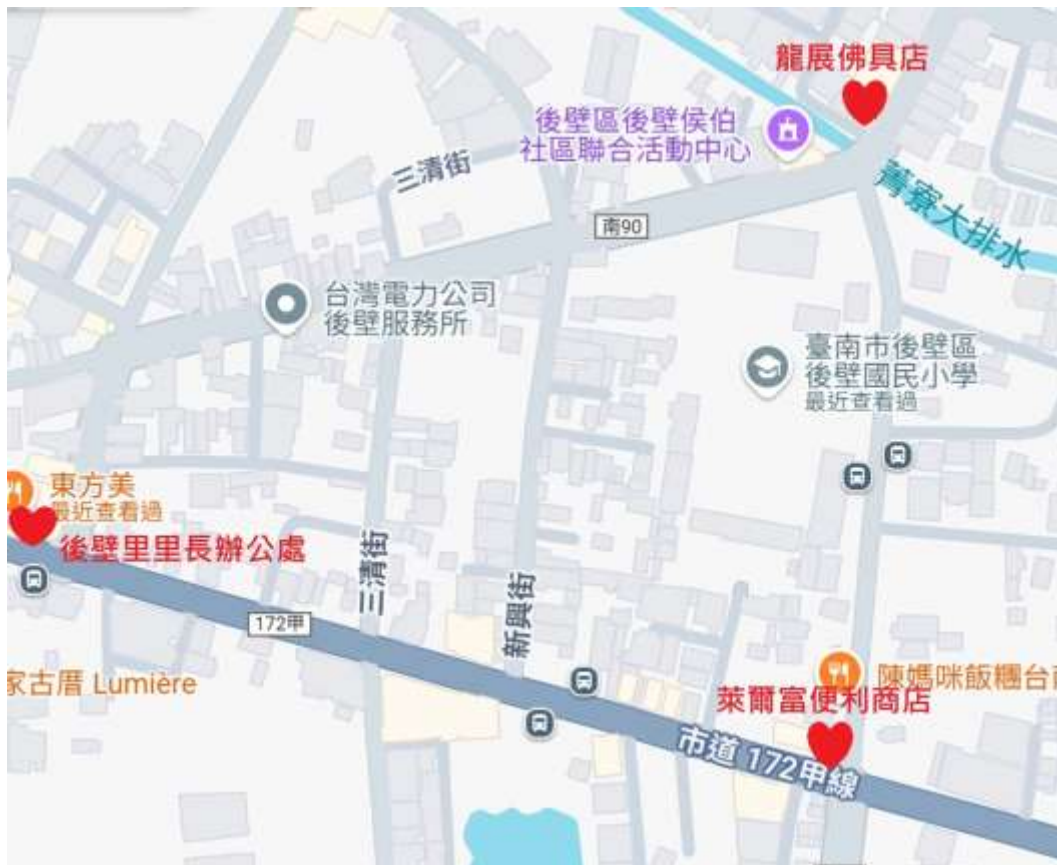 龍展佛具店
後壁區後壁侯伯
社區聯合活動中心
三清街
菁寮大排水
南90
台灣電力公司
後壁服務所
臺南市後壁區
後壁國民小學
最近查看過
東方美
最近查看過
後壁里里長辦公處
三清街
新興街
172甲
家古厝 Lumière
陳媽咪飯糰台
萊爾富便利商店
市道 172甲線